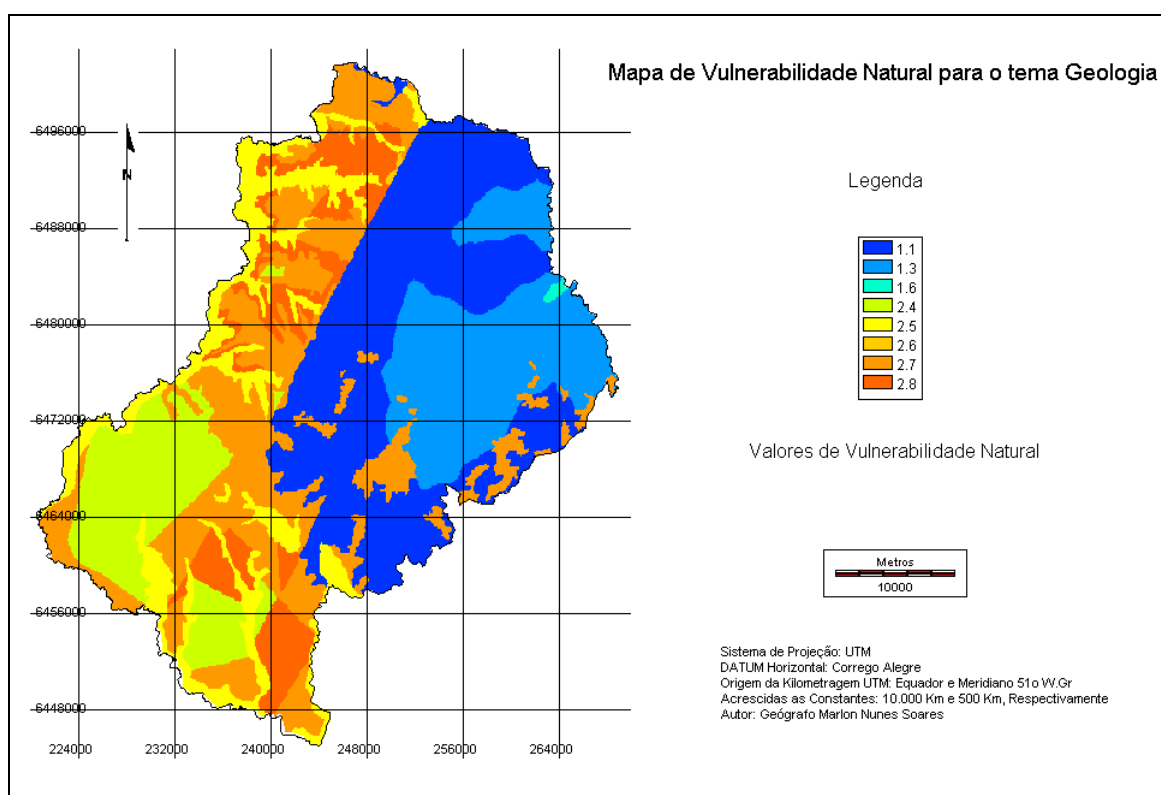 Mapa de Vulnerabilidade Natural para o tema Geologia
6496000
N
6488000
6480000
6472000
6464000
6456000
6448000
224000 232000 240000 248000 256000 264000
Legenda
1.1
1.3
1.6
2.4
2.5
2.6
2.7
2.8
Valores de Vulnerabilidade Natural
Metros
10000
Sistema de Projeção: UTM
DATUM Horizontal: Corrego Alegre
Origem da Kilometragem UTM: Equador e Meridiano 51o W.Gr
Acrescidas as Constantes: 10.000 Km e 500 Km, Respectivamente
Autor: Geógrafo Marlon Nunes Soares